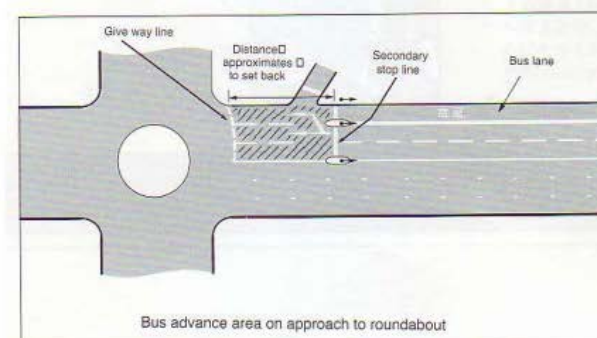 Give way line
Distance□
approximates □
to set back
Secondary
stop line
Bus lane
Bus advance area on approach to roundabout